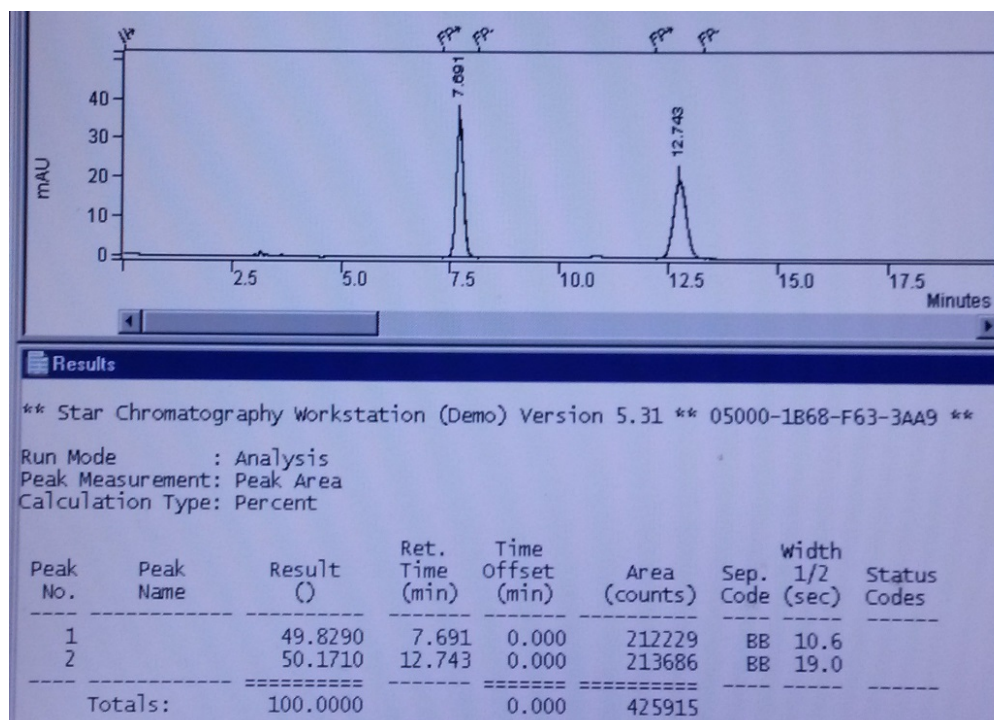 II+ FP+ FP- FP+ FP-
7.691
12.743
mAU
40
30
20
10
0
2.5 5.0 7.5 10.0 12.5 15.0 17.5
Minutes
Results
** Star Chromatography Workstation (Demo) Version 5.31 ** 05000-1B68-F63-3AA9 **
Run Mode : Analysis
Peak Measurement: Peak Area
Calculation Type: Percent
Ret. Time Width
Peak Peak Result Time Offset Area Sep. 1/2 Status
No. Name () (min) (min) (counts) Code (sec) Codes
1 49.8290 7.691 0.000 212229 BB 10.6
2 50.1710 12.743 0.000 213686 BB 19.0
Totals: 100.0000 0.000 425915